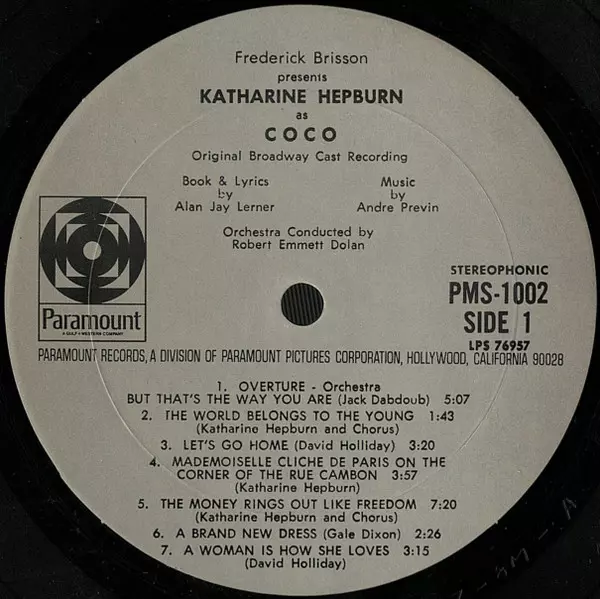 Frederick Brisson
presents
KATHARINE HEPBURN
as
COCO
Original Broadway Cast Recording
Book & Lyrics
by
Alan Jay Lerner
Music
by
Andre Previn
Orchestra Conducted by
Robert Emmett Dolan
Paramount
A GULF+WESTERN COMPANY
STEREOPHONIC
PMS-1002
SIDE 1
LPS 76957
PARAMOUNT RECORDS, A DIVISION OF PARAMOUNT PICTURES CORPORATION, HOLLYWOOD, CALIFORNIA 90028
1. OVERTURE - Orchestra
BUT THAT'S THE WAY YOU ARE (Jack Dabdoub) 5:07
2. THE WORLD BELONGS TO THE YOUNG 1:43
(Katharine Hepburn and Chorus)
3. LET'S GO HOME (David Holliday) 3:20
4. MADEMOISELLE CLICHE DE PARIS ON THE
CORNER OF THE RUE CAMBON 3:57
(Katharine Hepburn)
5. THE MONEY RINGS OUT LIKE FREEDOM 7:20
(Katharine Hepburn and Chorus)
6. A BRAND NEW DRESS (Gale Dixon) 2:26
7. A WOMAN IS HOW SHE LOVES 3:15
(David Holliday)